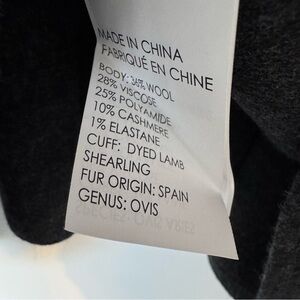 MADE IN CHINA
FABRIQUÉ EN CHINE
BODY: 36% WOOL
28% VISCOSE
25% POLYAMIDE
10% CASHMERE
1% ELASTANE
CUFF: DYED LAMB
SHEARLING
FUR ORIGIN: SPAIN
GENUS: OVIS